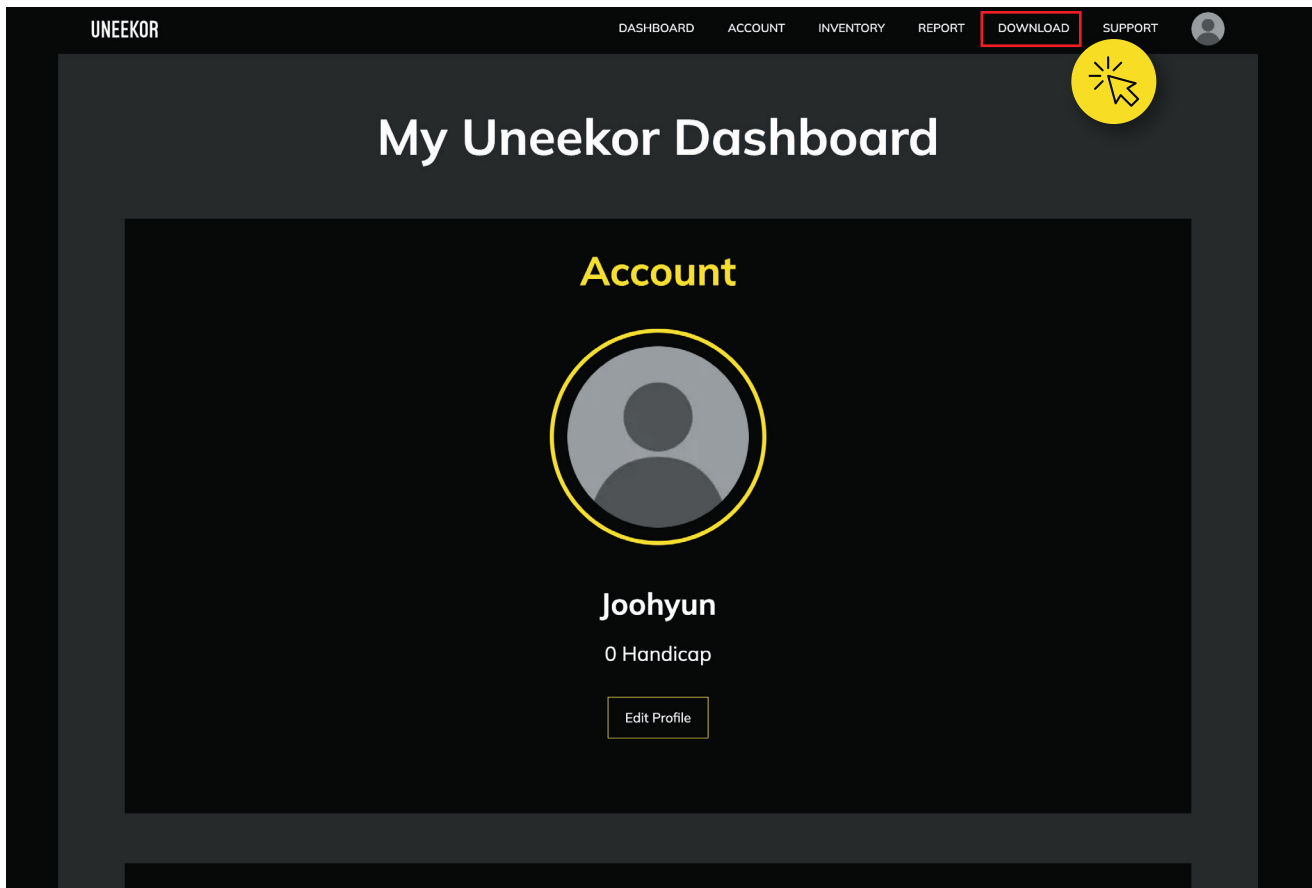 UNEEKOR DASHBOARD ACCOUNT INVENTORY REPORT DOWNLOAD SUPPORT
My Uneekor Dashboard
Account
Joohyun
0 Handicap
Edit Profile